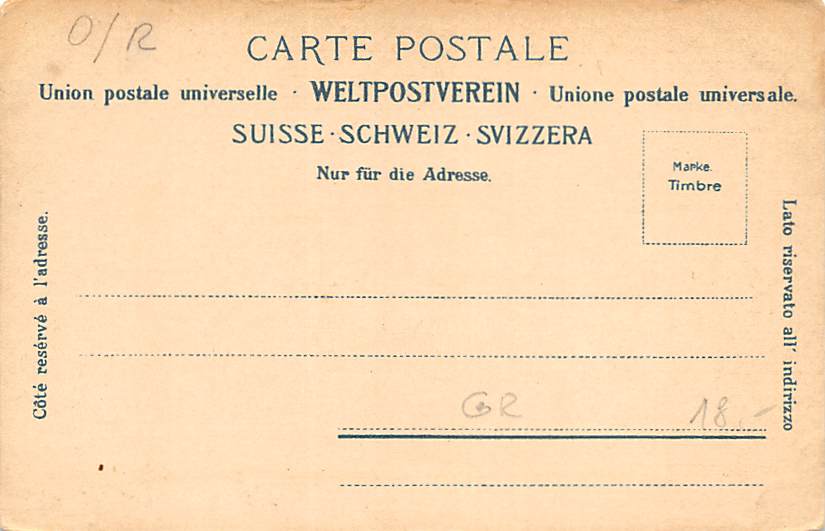 O/R
CARTE POSTALE
Union postale universelle · WELTPOSTVEREIN · Unione postale universale.
SUISSE · SCHWEIZ · SVIZZERA
Nur für die Adresse.
Marke.
Timbre
Côté resérvé à l'adresse.
Lato riservato all' indirizzo
GR
18.-